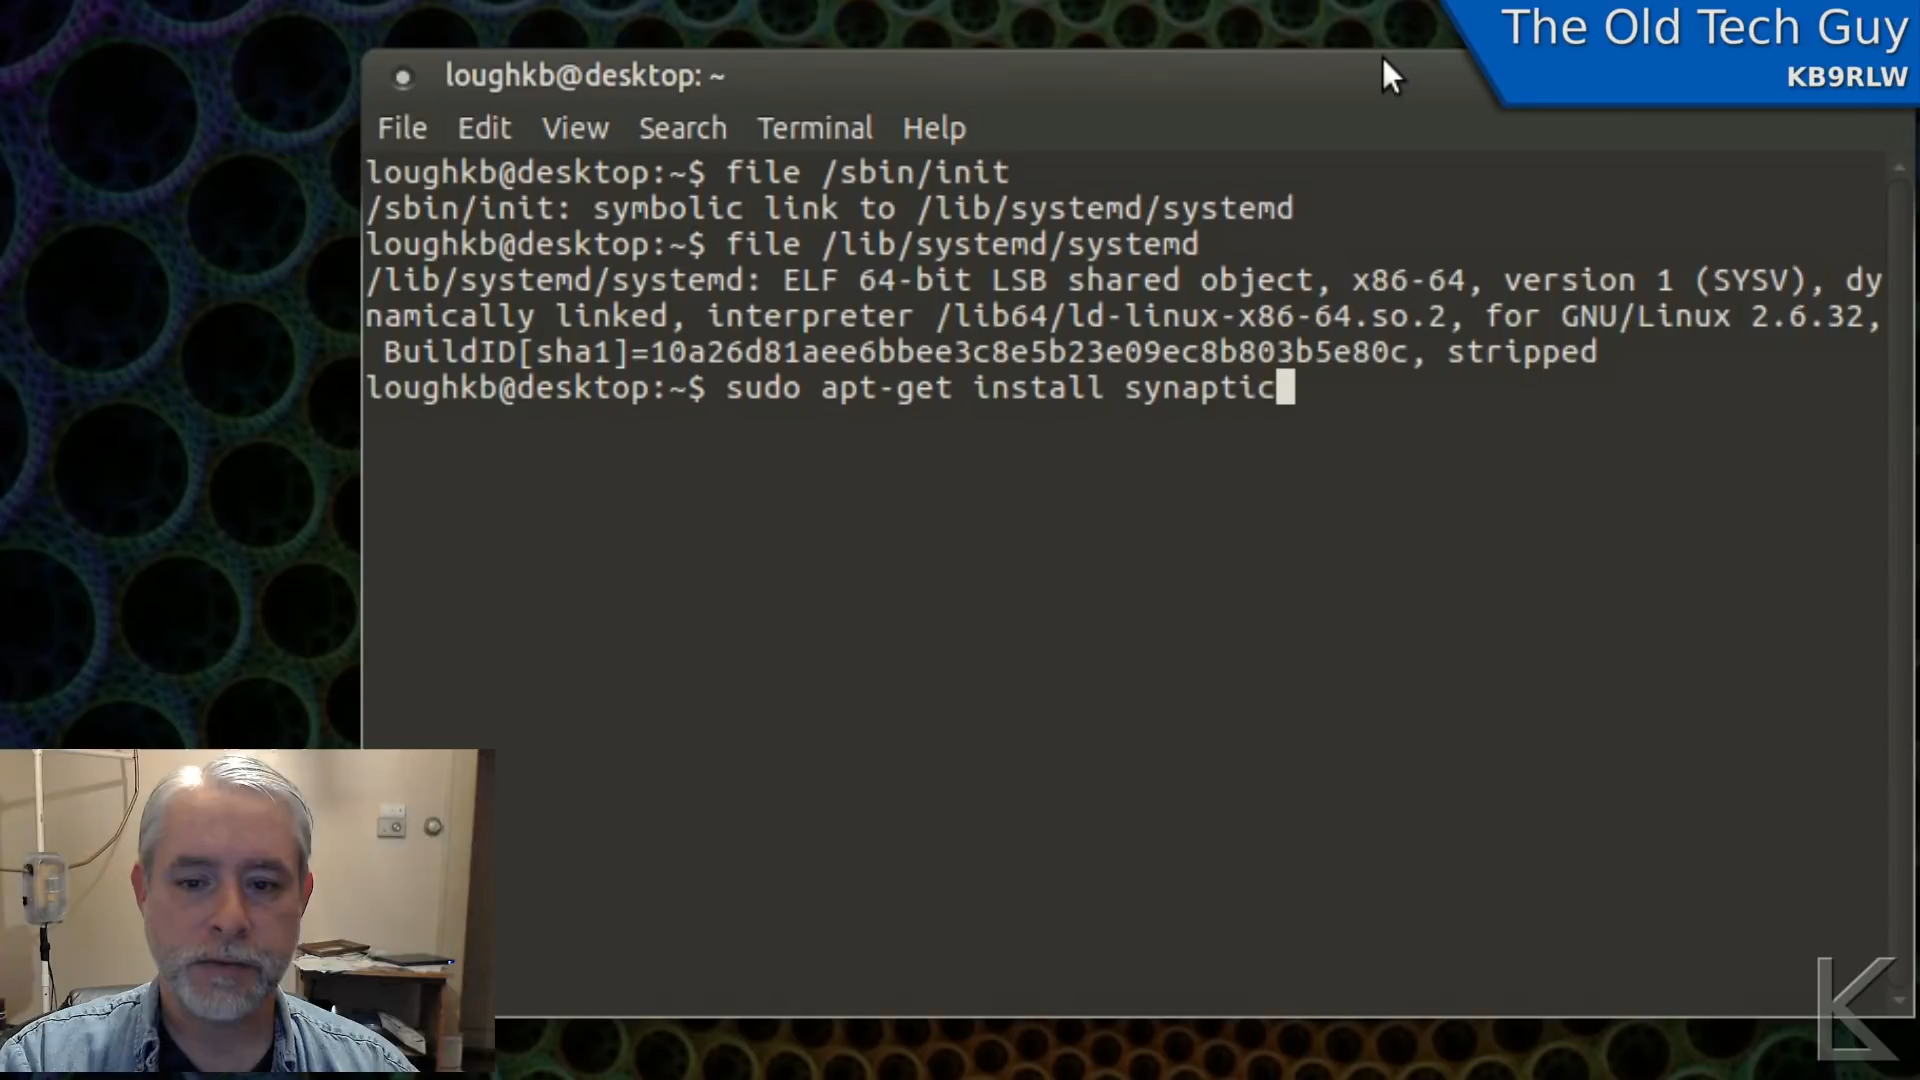 The Old Tech Guy
KB9RLW
loughkb@desktop: ~
File Edit View Search Terminal Help
loughkb@desktop:~$ file /sbin/init
/sbin/init: symbolic link to /lib/systemd/systemd
loughkb@desktop:~$ file /lib/systemd/systemd
/lib/systemd/systemd: ELF 64-bit LSB shared object, x86-64, version 1 (SYSV), dy
namically linked, interpreter /lib64/ld-linux-x86-64.so.2, for GNU/Linux 2.6.32,
BuildID[sha1]=10a26d81aee6bbee3c8e5b23e09ec8b803b5e80c, stripped
loughkb@desktop:~$ sudo apt-get install synaptic
K